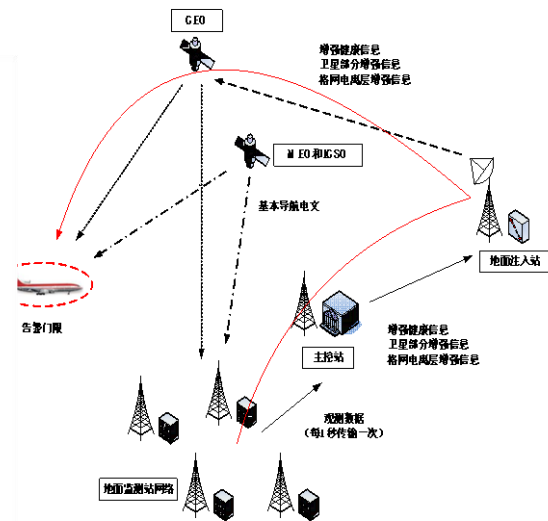 GEO
增强健康信息
卫星部分增强信息
格网电离层增强信息
MEO和IGSO
基本导航电文
地面注入站
告警门限
增强健康信息
卫星部分增强信息
格网电离层增强信息
主控站
观测数据
（每1秒传输一次）
地面监测站网络